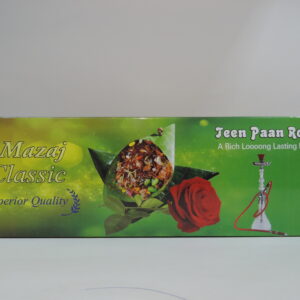 Mazaj
Classic
perior Quality
Teen Paan Ro
A Rich Loooong Lasting